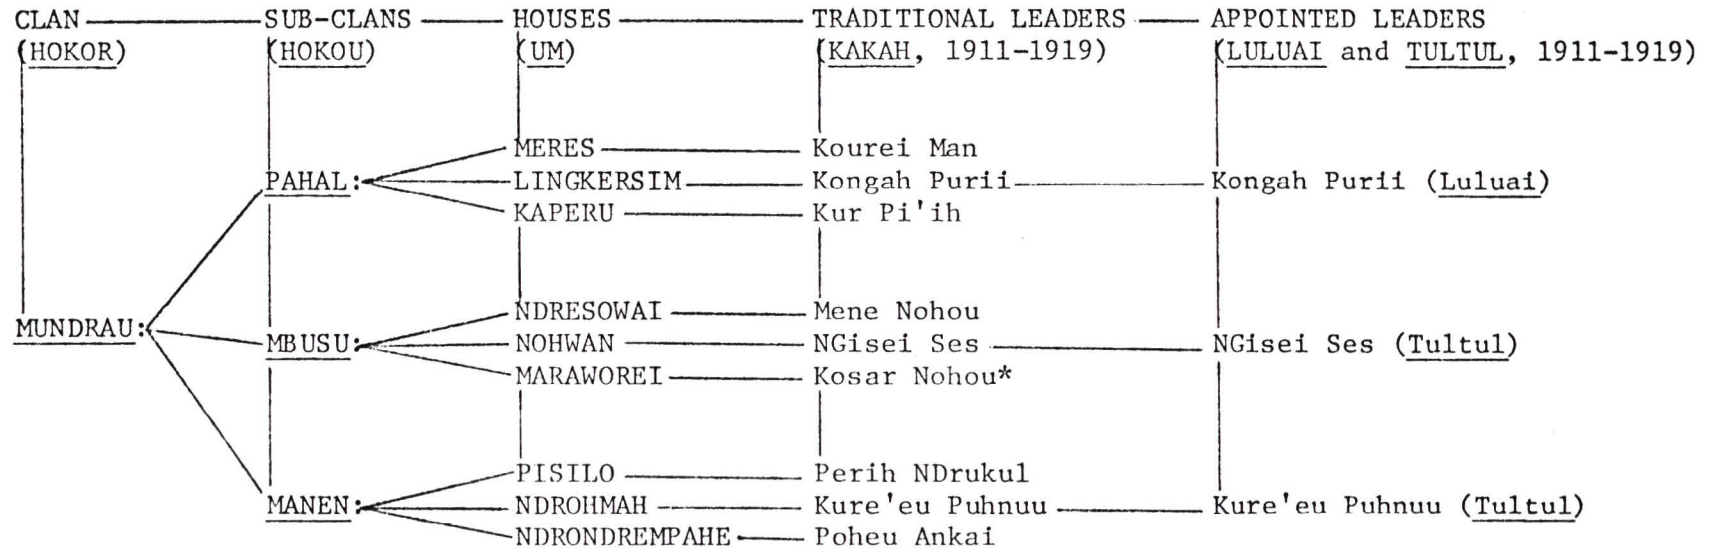 CLAN SUB-CLANS HOUSES TRADITIONAL LEADERS APPOINTED LEADERS
(HOKOR) (HOKOU) (UM) (KAKAH, 1911-1919) (LULUAI and TULTUL, 1911-1919)
MERES Kourei Man
PAHAL: LINGKERSIM Kongah Purii Kongah Purii (Luluai)
KAPERU Kur Pi'ih
NDRESOWAI Mene Nohou
MUNDRAU: MBUSU: NOHWAN NGisei Ses NGisei Ses (Tultul)
MARAWOREI Kosar Nohou*
PISILO Perih NDrukul
MANEN: NDROHMAH Kure'eu Puhnuu Kure'eu Puhnuu (Tultul)
NDRONDREMPAHE Poheu Ankai